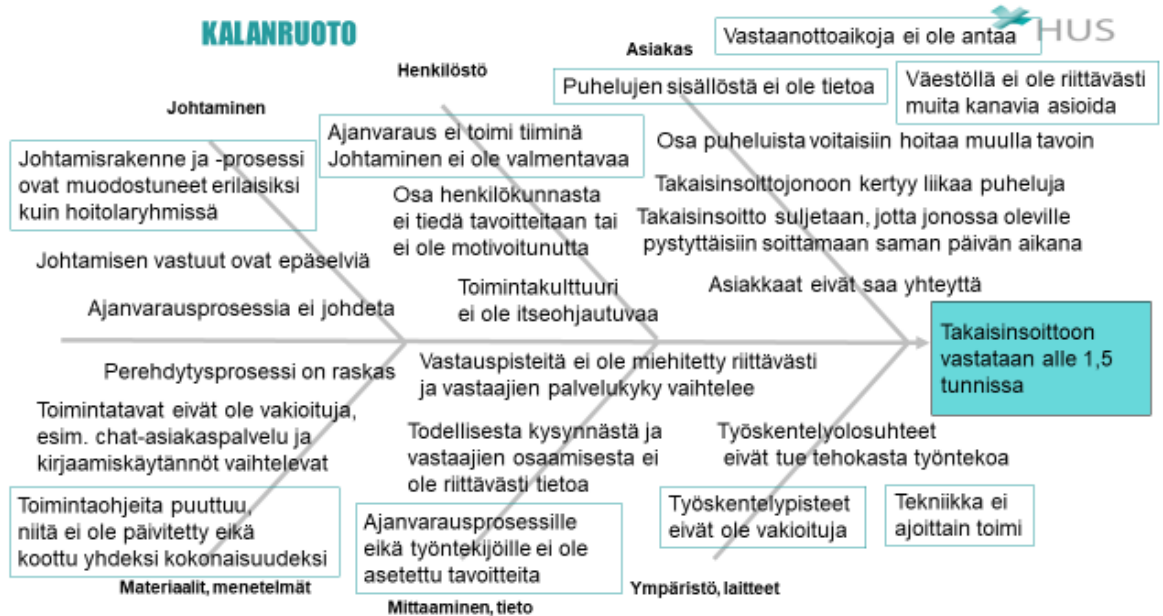 KALANRUOTO
HUS
Johtaminen
Johtamisrakenne ja -prosessi
ovat muodostuneet erilaisiksi
kuin hoitolaryhmissä
Johtamisen vastuut ovat epäselviä
Ajanvarausprosessia ei johdeta
Henkilöstö
Ajanvaraus ei toimi tiiminä
Johtaminen ei ole valmentavaa
Osa henkilökunnasta
ei tiedä tavoitteitaan tai
ei ole motivoitunutta
Toimintakulttuuri
ei ole itseohjautuvaa
Asiakas
Vastaanottoaikoja ei ole antaa
Puhelujen sisällöstä ei ole tietoa
Väestöllä ei ole riittävästi
muita kanavia asioida
Osa puheluista voitaisiin hoitaa muulla tavoin
Takaisinsoittojonoon kertyy liikaa puheluja
Takaisinsoitto suljetaan, jotta jonossa oleville
pystyttäisiin soittamaan saman päivän aikana
Asiakkaat eivät saa yhteyttä
Takaisinsoittoon
vastataan alle 1,5
tunnissa
Perehdytysprosessi on raskas
Toimintatavat eivät ole vakioituja,
esim. chat-asiakaspalvelu ja
kirjaamiskäytännöt vaihtelevat
Toimintaohjeita puuttuu,
niitä ei ole päivitetty eikä
koottu yhdeksi kokonaisuudeksi
Materiaalit, menetelmät
Vastauspisteitä ei ole miehitetty riittävästi
ja vastaajien palvelukyky vaihtelee
Todellisesta kysynnästä ja
vastaajien osaamisesta ei
ole riittävästi tietoa
Ajanvarausprosessille
eikä työntekijöille ei ole
asetettu tavoitteita
Mittaaminen, tieto
Työskentelyolosuhteet
eivät tue tehokasta työntekoa
Työskentelypisteet
eivät ole vakioituja
Tekniikka ei
ajoittain toimi
Ympäristö, laitteet